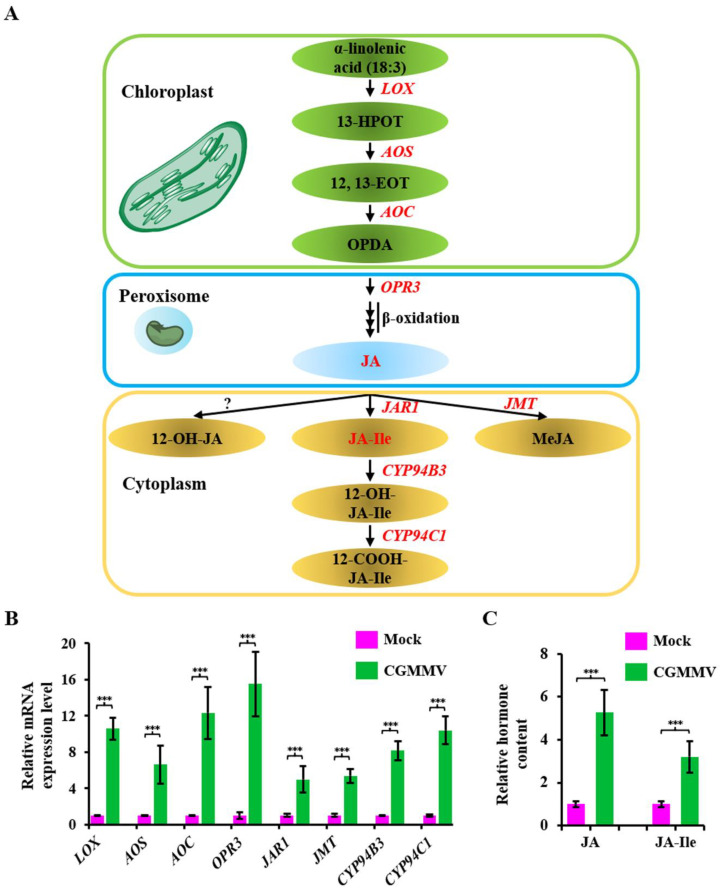 A
α-linolenic
acid (18:3)
Chloroplast
LOX
13-HPOT
AOS
12, 13-EOT
AOC
OPDA
OPR3
Peroxisome
β-oxidation
JA
?
JAR1
JMT
12-OH-JA
JA-Ile
MeJA
CYP94B3
Cytoplasm
12-OH-
JA-Ile
CYP94C1
12-COOH-
JA-Ile
B
Relative mRNA
expression level
20
16
12
8
4
0
Mock
CGMMV
***
***
***
***
***
***
***
***
LOX
AOS
AOC
OPR3
JAR1
JMT
CYP94B3
CYP94C1
C
Mock
CGMMV
Relative hormone
content
8
6
4
2
0
***
***
JA
JA-Ile